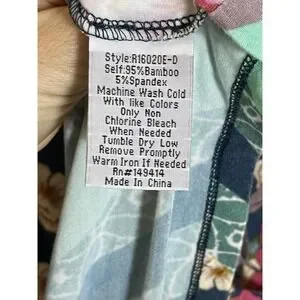 Style:R16020E-D
Self:95%Bamboo
5%Spandex
Machine Wash Cold
With like Colors
Only Non
Chlorine Bleach
When Needed
Tumble Dry Low
Remove Promptly
Warm Iron If Needed
Rn#149414
Made In China